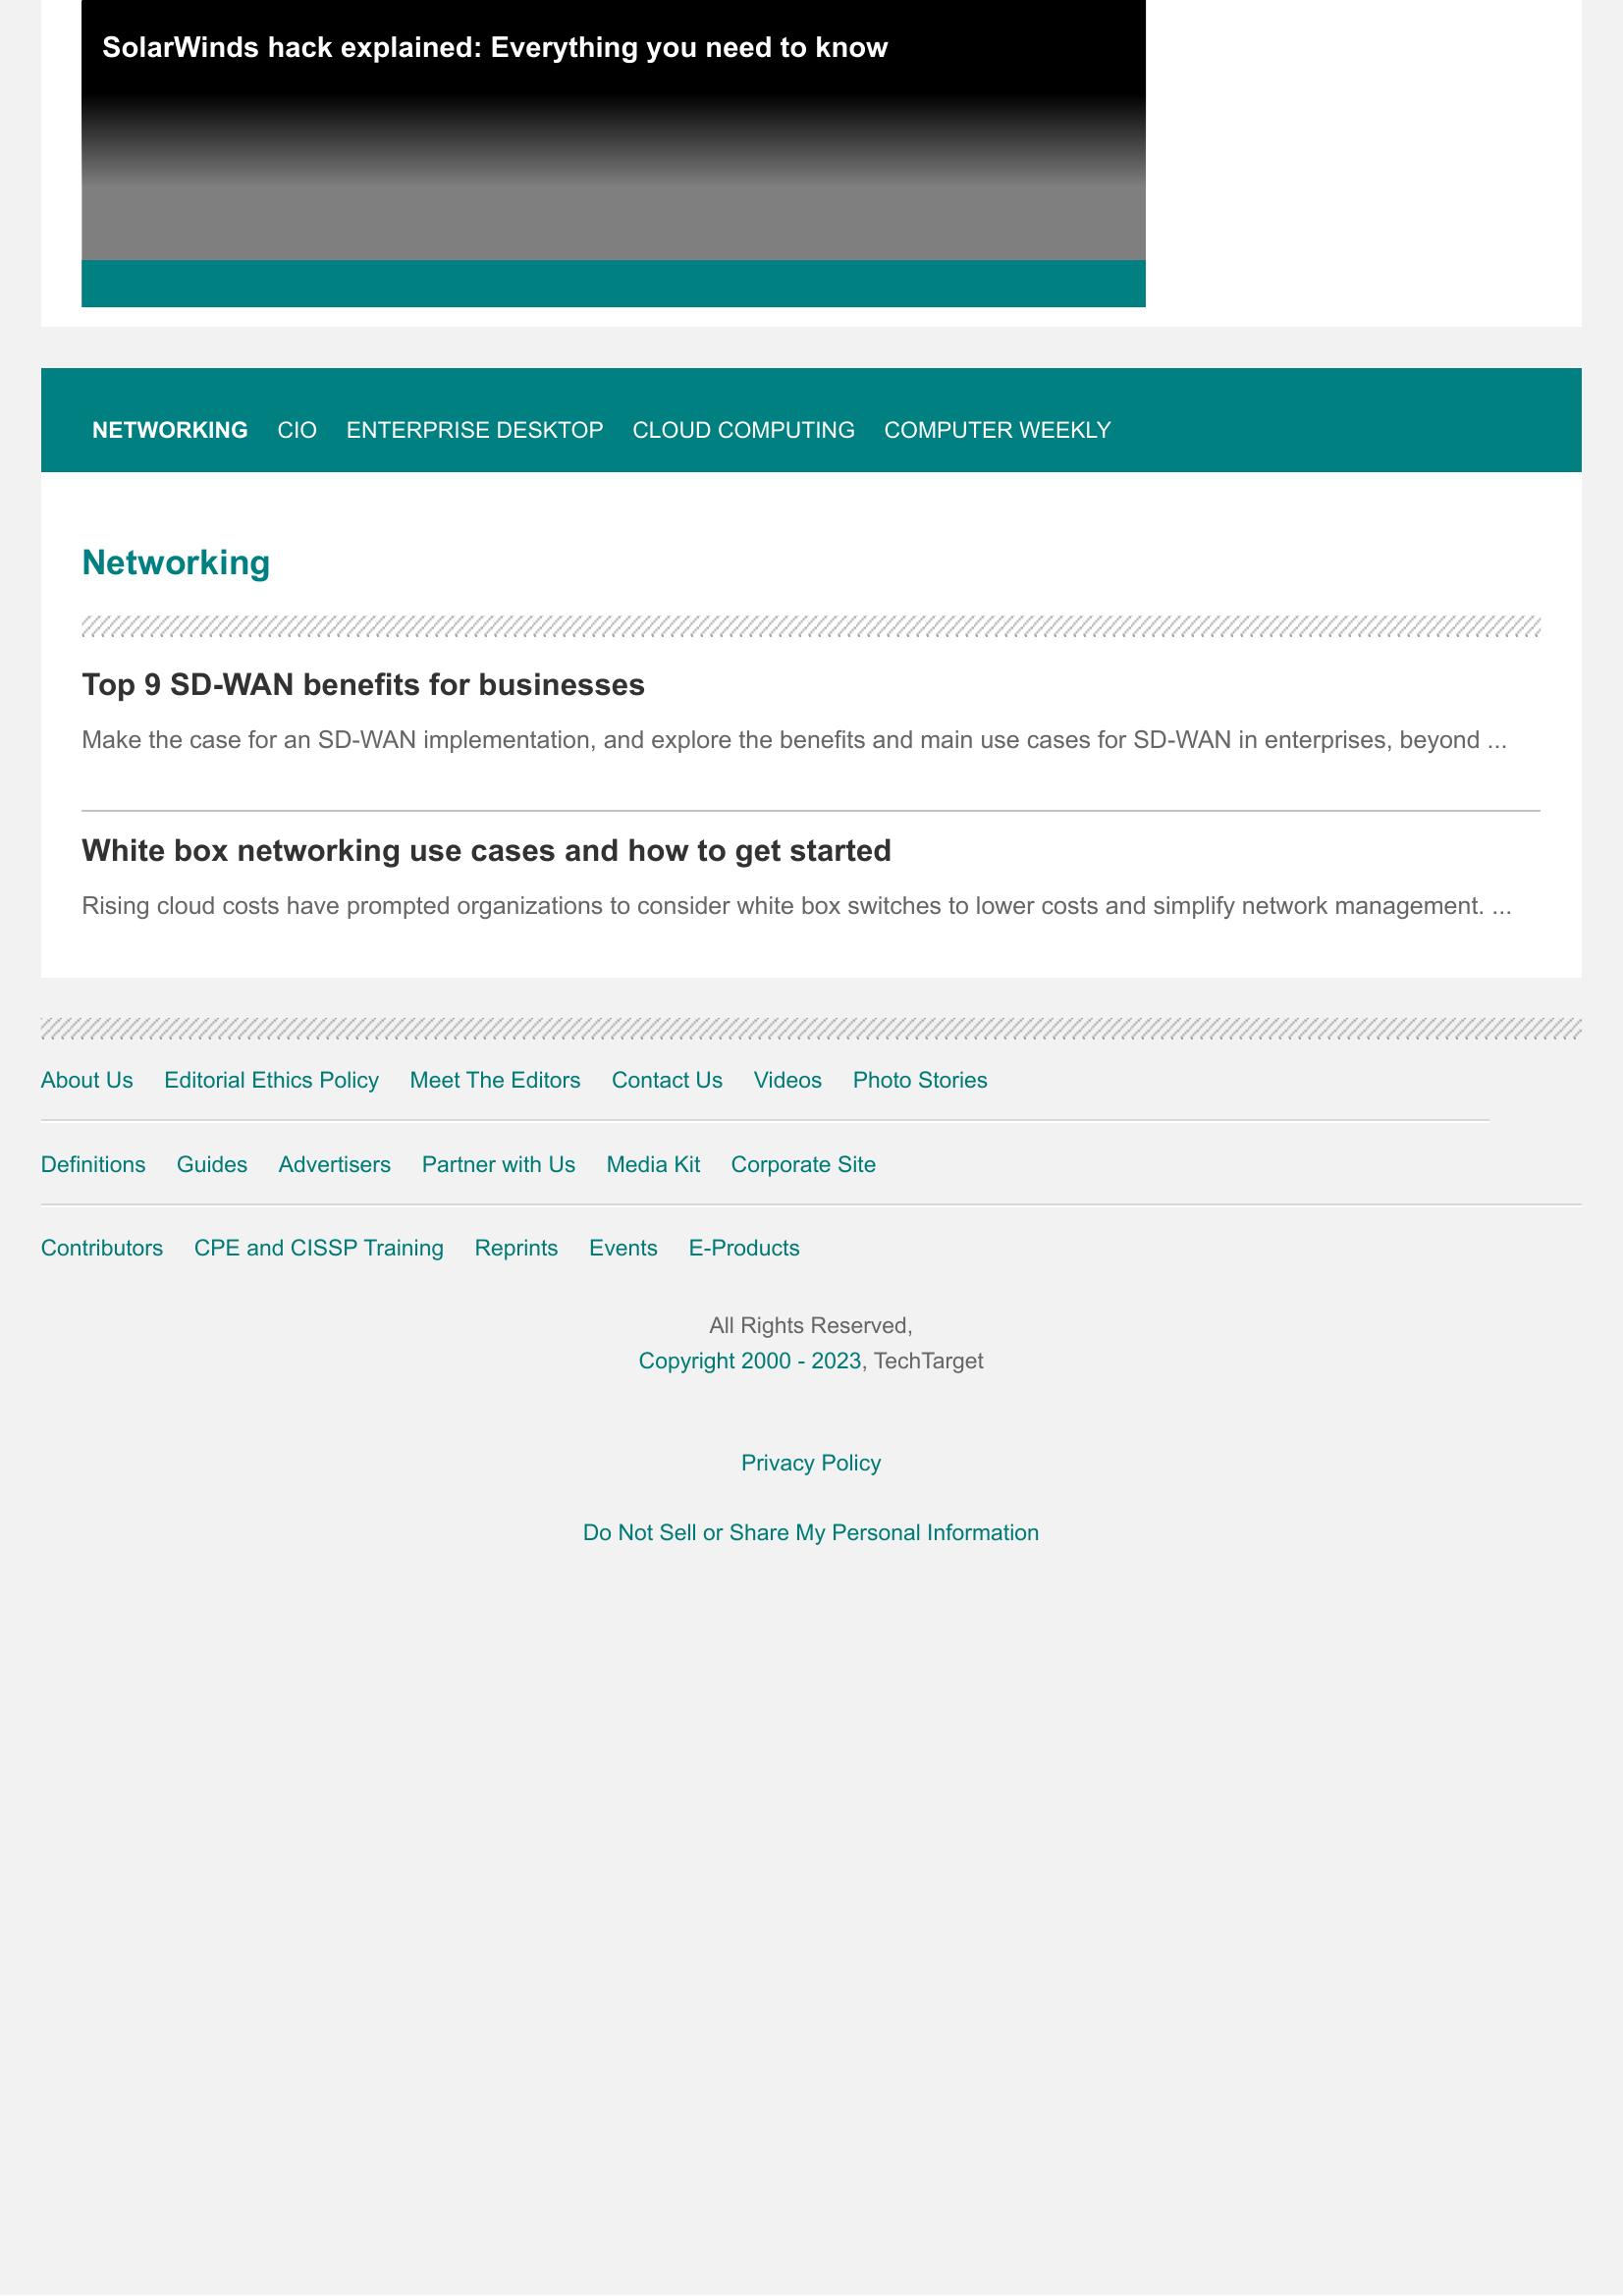 SolarWinds hack explained: Everything you need to know
NETWORKING CIO ENTERPRISE DESKTOP CLOUD COMPUTING COMPUTER WEEKLY
Networking
Top 9 SD-WAN benefits for businesses
Make the case for an SD-WAN implementation, and explore the benefits and main use cases for SD-WAN in enterprises, beyond ...
White box networking use cases and how to get started
Rising cloud costs have prompted organizations to consider white box switches to lower costs and simplify network management. ...
About Us Editorial Ethics Policy Meet The Editors Contact Us Videos Photo Stories
Definitions Guides Advertisers Partner with Us Media Kit Corporate Site
Contributors CPE and CISSP Training Reprints Events E-Products
All Rights Reserved,
Copyright 2000 - 2023, TechTarget
Privacy Policy
Do Not Sell or Share My Personal Information